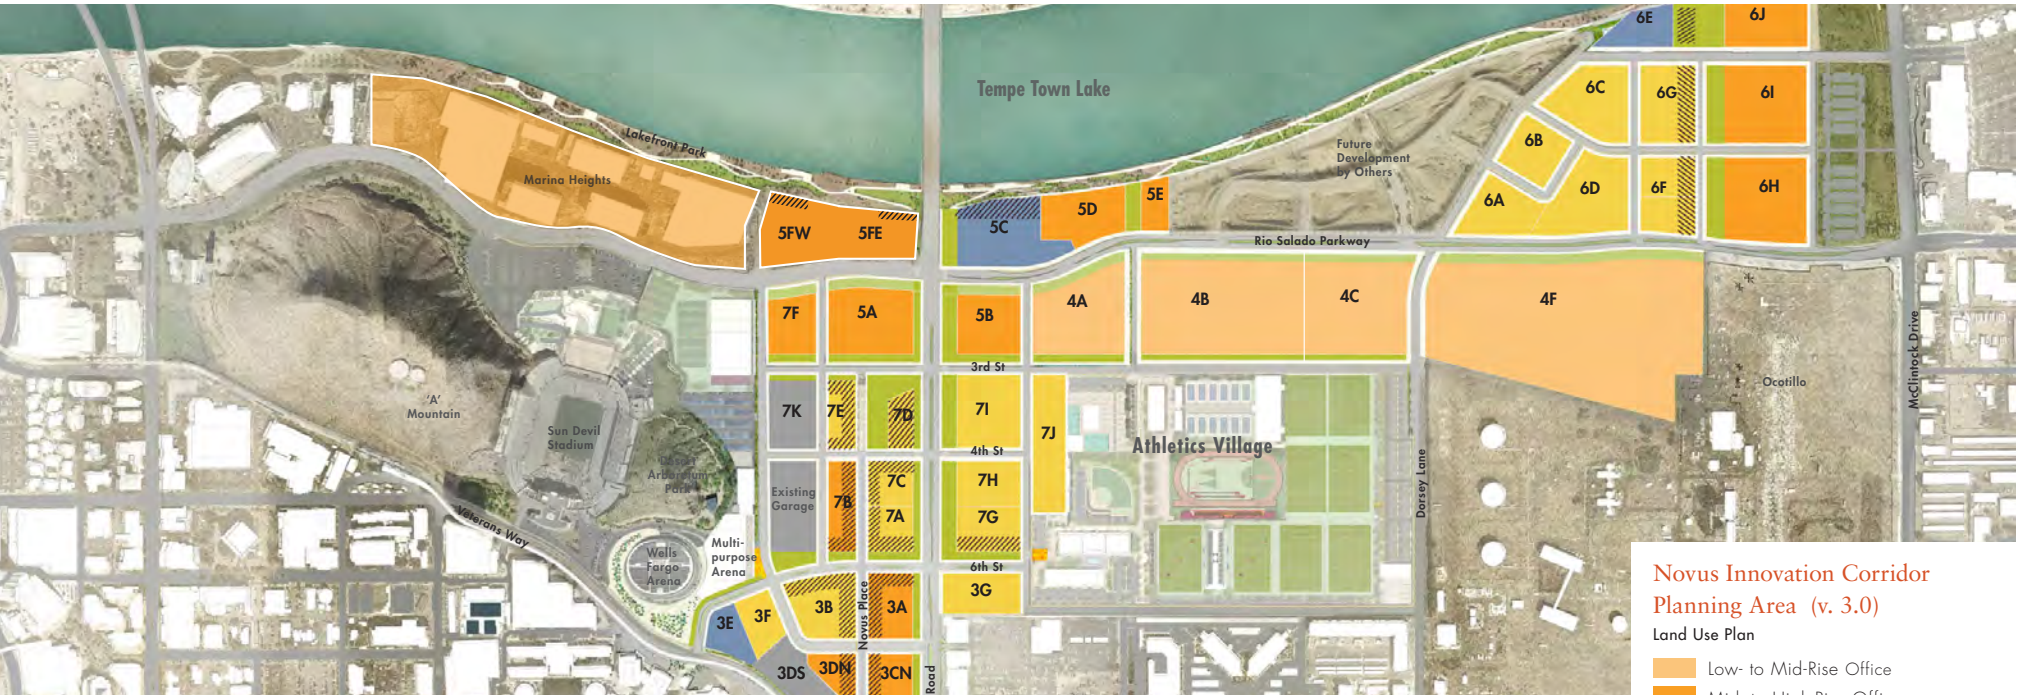 6E
6J
Tempe Town Lake
6C
6G
6I
Lakefront Park
Future
Development
by Others
6B
Marina Heights
6A
6D
6F
6H
5FW
5FE
5C
5D
5E
Rio Salado Parkway
7F
5A
5B
4A
4B
4C
4F
McClintock Drive
3rd St
'A'
Mountain
Sun Devil
Stadium
7K
7E
7D
7I
7J
Athletics Village
Ocotillo
4th St
Desert
Arboretum
Park
Existing
Garage
7B
7C
7A
7H
7G
Dorsey Lane
Veterans Way
Wells
Fargo
Arena
Multi-
purpose
Arena
6th St
3E
3F
3B
Novus Place
3A
3G
3DS
3DN
3CN
Road
Novus Innovation Corridor
Planning Area (v. 3.0)
Land Use Plan
Low- to Mid-Rise Office